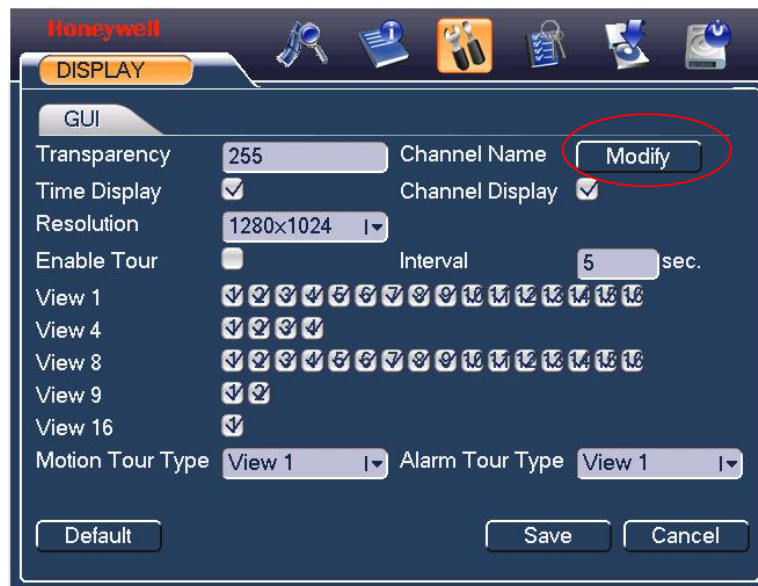 Honeywell
DISPLAY
GUI
Transparency 255 Channel Name Modify
Time Display Channel Display
Resolution 1280x1024
Enable Tour Interval 5 sec.
View 1 1 2 3 4 5 6 7 8 9 10 11 12 13 14 15 16
View 4 1 2 3 4
View 8 1 2 3 4 5 6 7 8 9 10 11 12 13 14 15 16
View 9 1 2
View 16 1
Motion Tour Type View 1 Alarm Tour Type View 1
Default Save Cancel